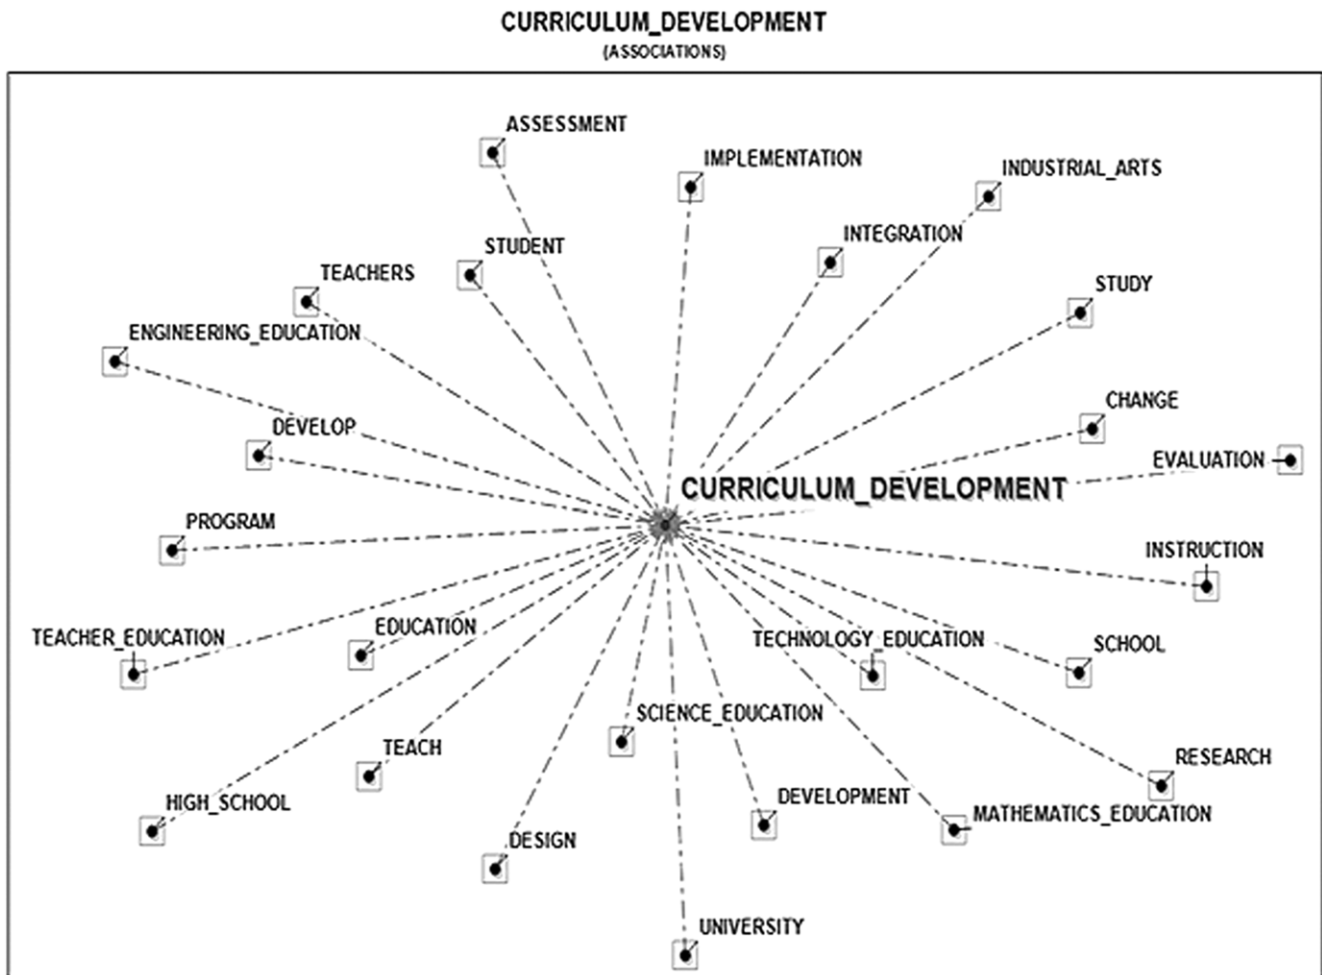 CURRICULUM_DEVELOPMENT
(ASSOCIATIONS)
ASSESSMENT
IMPLEMENTATION
INDUSTRIAL_ARTS
INTEGRATION
STUDENT
TEACHERS
STUDY
ENGINEERING_EDUCATION
CHANGE
DEVELOP
EVALUATION
CURRICULUM_DEVELOPMENT
PROGRAM
INSTRUCTION
EDUCATION
TEACHER_EDUCATION
TECHNOLOGY_EDUCATION
SCHOOL
SCIENCE_EDUCATION
TEACH
RESEARCH
DEVELOPMENT
HIGH_SCHOOL
MATHEMATICS_EDUCATION
DESIGN
UNIVERSITY